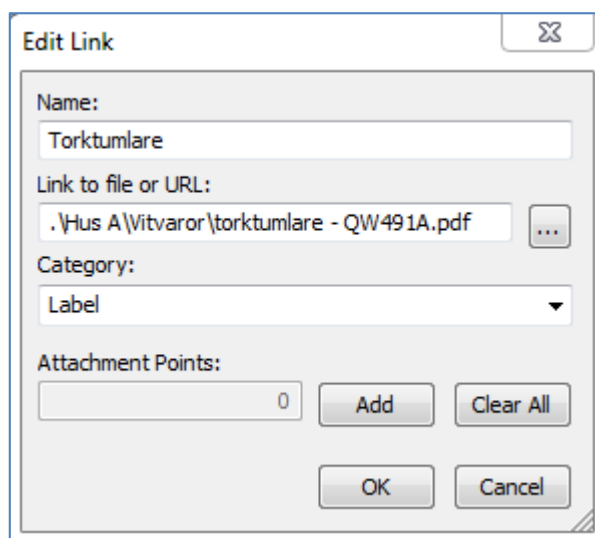 Edit Link
Name:
Torktumlare
Link to file or URL:
.\Hus A\Vitvaror\torktumlare - QW491A.pdf
...
Category:
Label
Attachment Points:
0
Add
Clear All
OK
Cancel